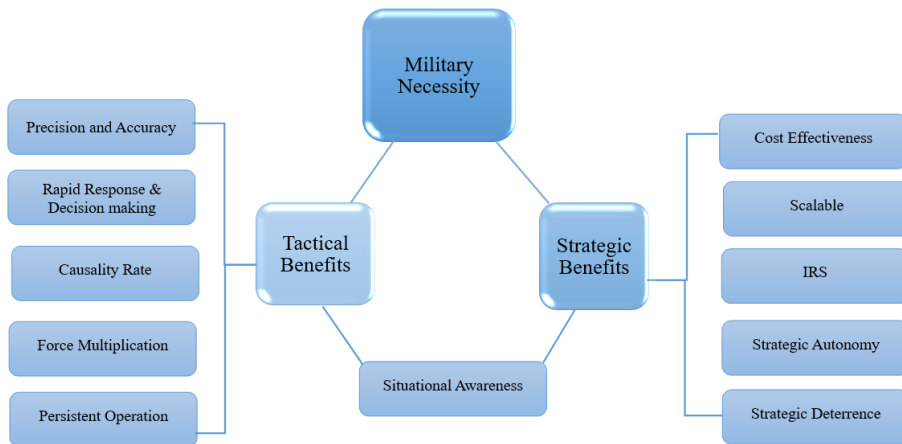 Military
Necessity
Precision and Accuracy
Rapid Response &
Decision making
Causality Rate
Force Multiplication
Persistent Operation
Tactical
Benefits
Strategic
Benefits
Situational Awareness
Cost Effectiveness
Scalable
IRS
Strategic Autonomy
Strategic Deterrence